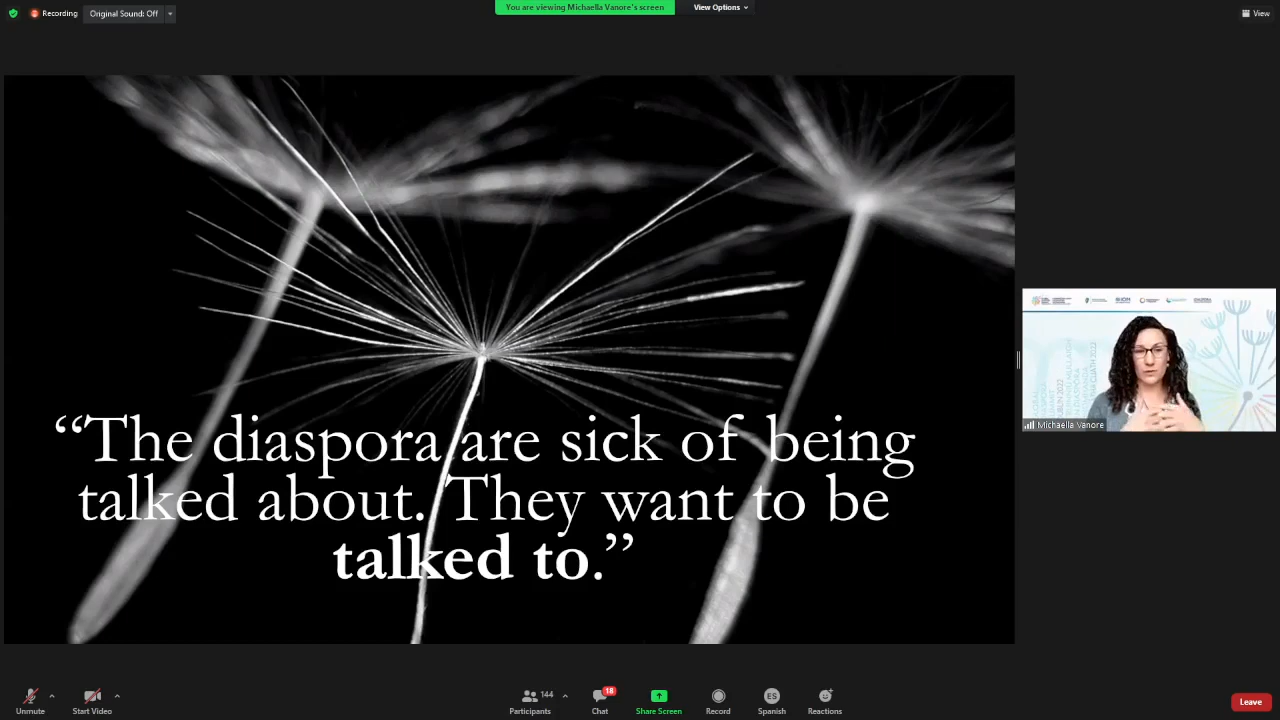 Recording
Original Sound: Off
You are viewing Michaella Vanore's screen
View Options
View
“The diaspora are sick of being
talked about. They want to be
talked to.”
Michaella Vanore
Unmute
Start Video
144
Participants
18
Chat
Share Screen
Record
ES
Spanish
Reactions
Leave